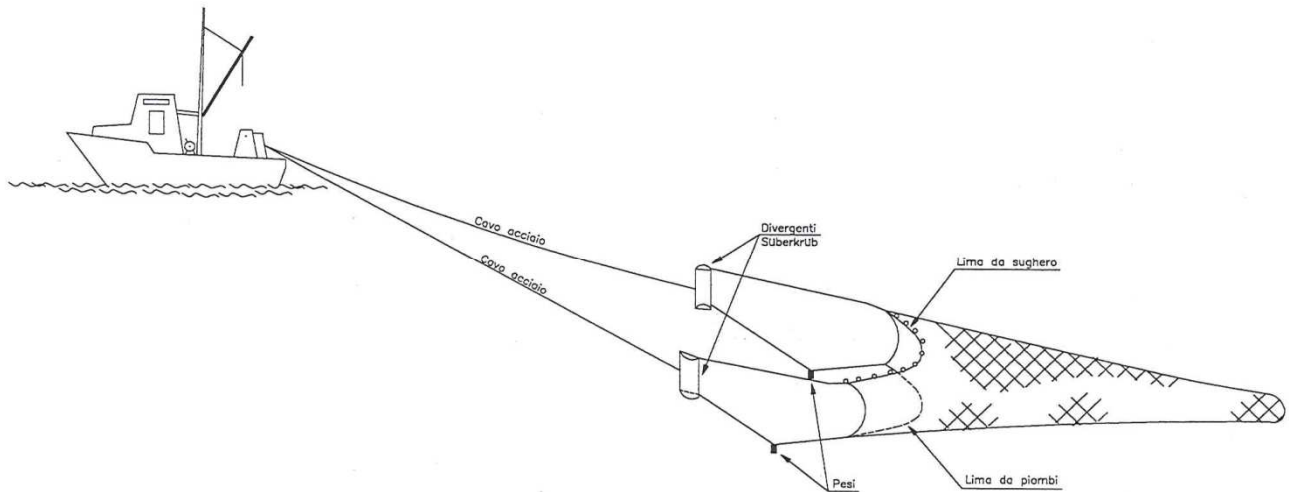 Cavo acciaio
Cavo acciaio
Divergenti
Süberkrüb
Lima da sughero
Pesi
Lima da piombi